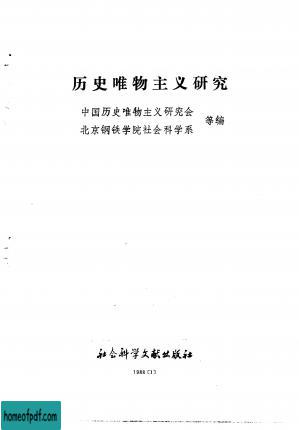 历史唯物主义研究
中国历史唯物主义研究会
北京钢铁学院社会科学系
等编
社会科学文献出版社
1988（1）
homeofpdf.com